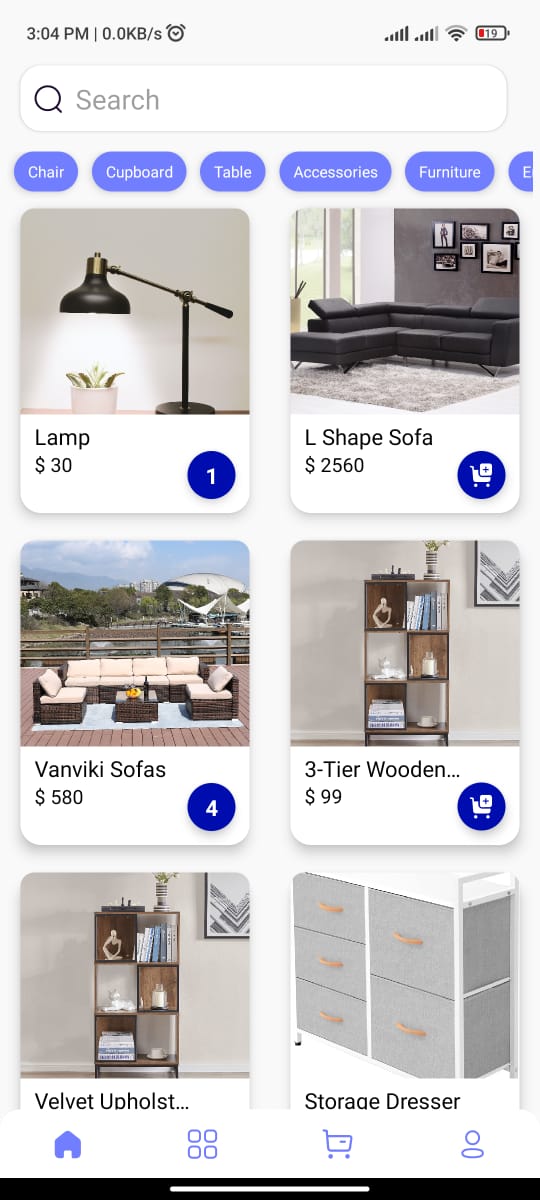 3:04 PM | 0.0KB/s
19
Search
Chair
Cupboard
Table
Accessories
Furniture
Lamp
$ 30
1
L Shape Sofa
$ 2560
Vanviki Sofas
$ 580
4
3-Tier Wooden…
$ 99
Velvet Upholst…
Storage Dresser